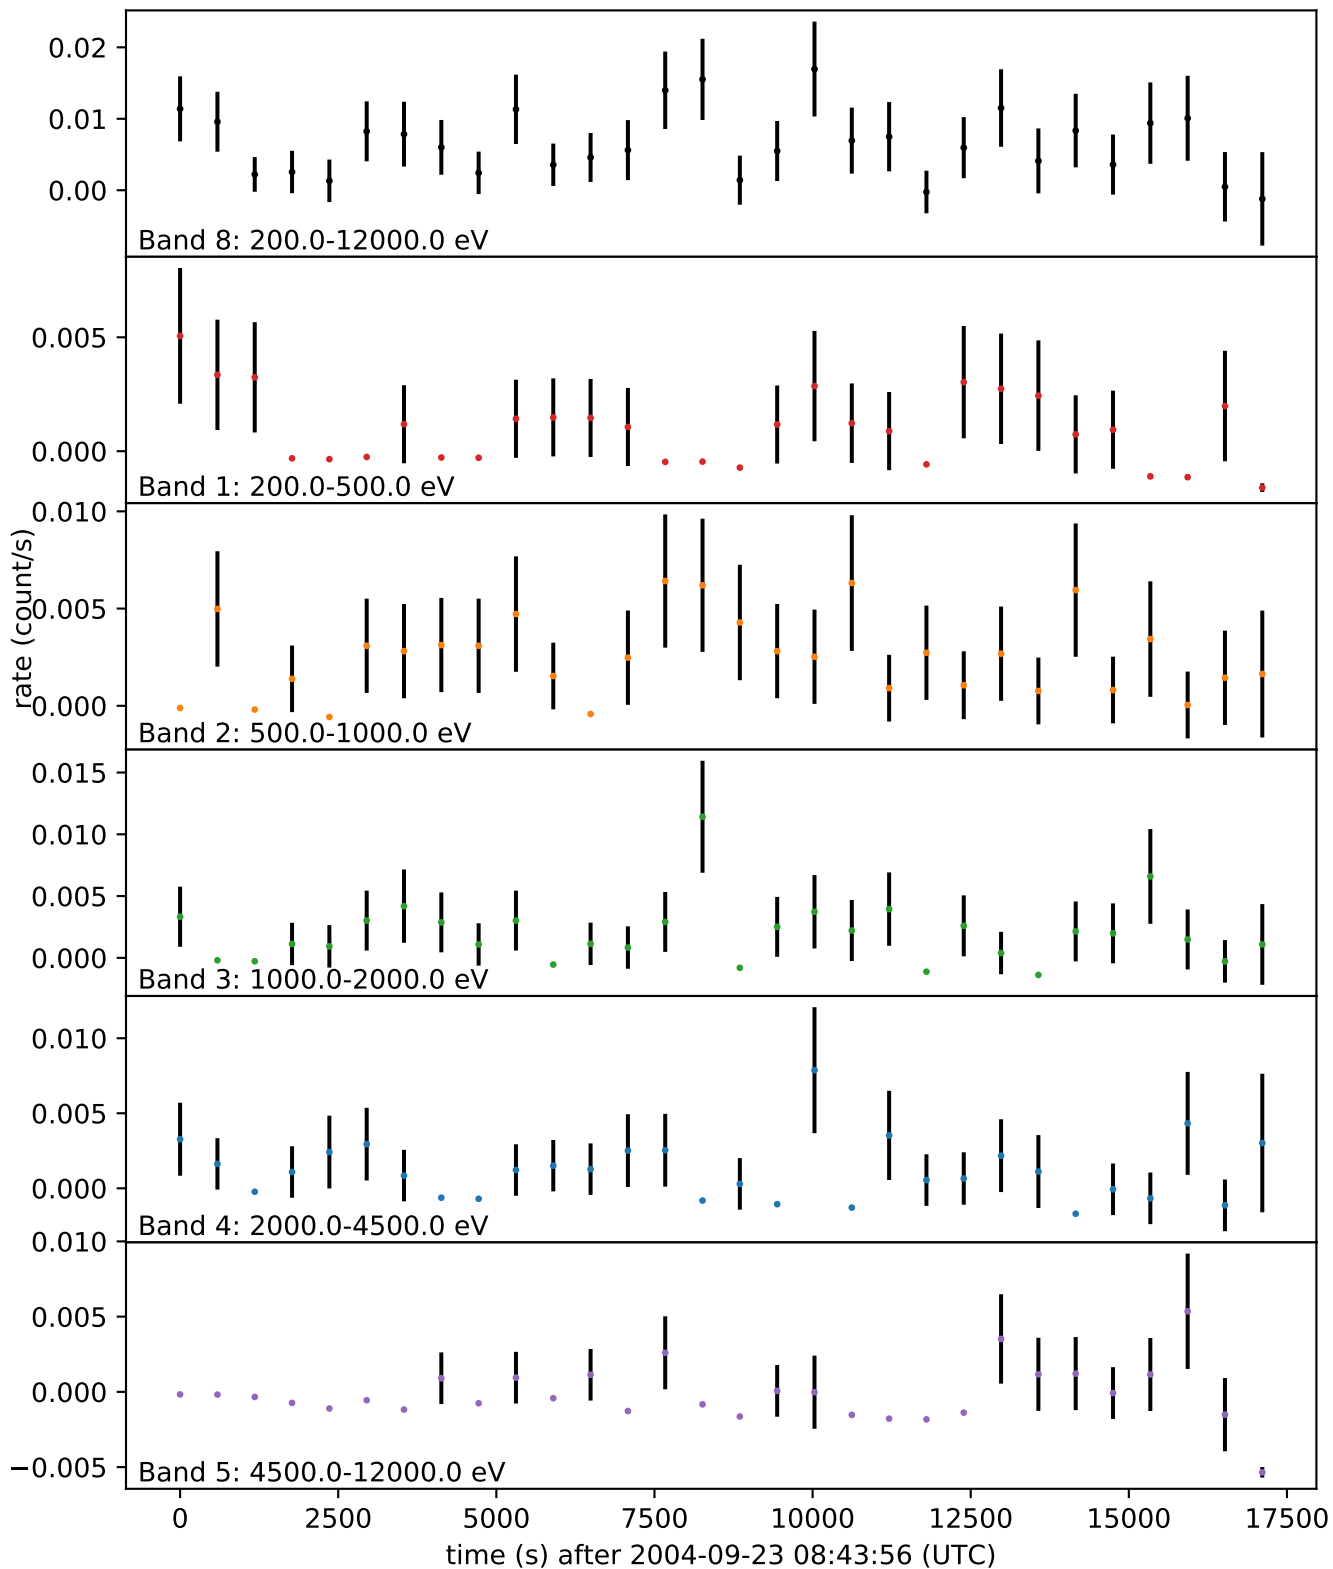 0.02
0.01
0.00
Band 8: 200.0-12000.0 eV
0.005
0.000
Band 1: 200.0-500.0 eV
rate (count/s)
0.010
0.005
0.000
Band 2: 500.0-1000.0 eV
0.015
0.010
0.005
0.000
Band 3: 1000.0-2000.0 eV
0.010
0.005
0.000
Band 4: 2000.0-4500.0 eV
0.010
0.005
0.000
−0.005
Band 5: 4500.0-12000.0 eV
0 2500 5000 7500 10000 12500 15000 17500
time (s) after 2004-09-23 08:43:56 (UTC)